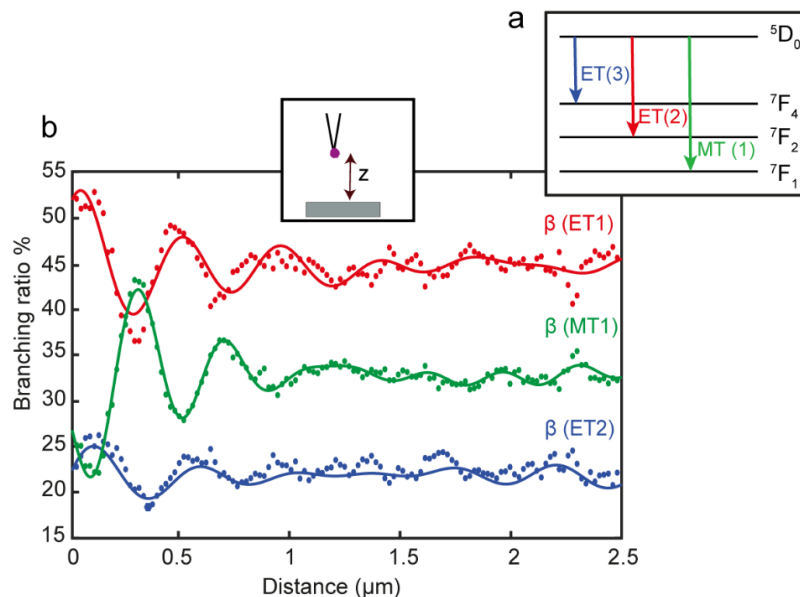 a
⁵D₀
ET(3)
⁷F₄
ET(2)
⁷F₂
MT (1)
⁷F₁
b
z
55
50
45
40
35
30
25
20
15
Branching ratio %
β (ET1)
β (MT1)
β (ET2)
0
0.5
1
1.5
2
2.5
Distance (μm)